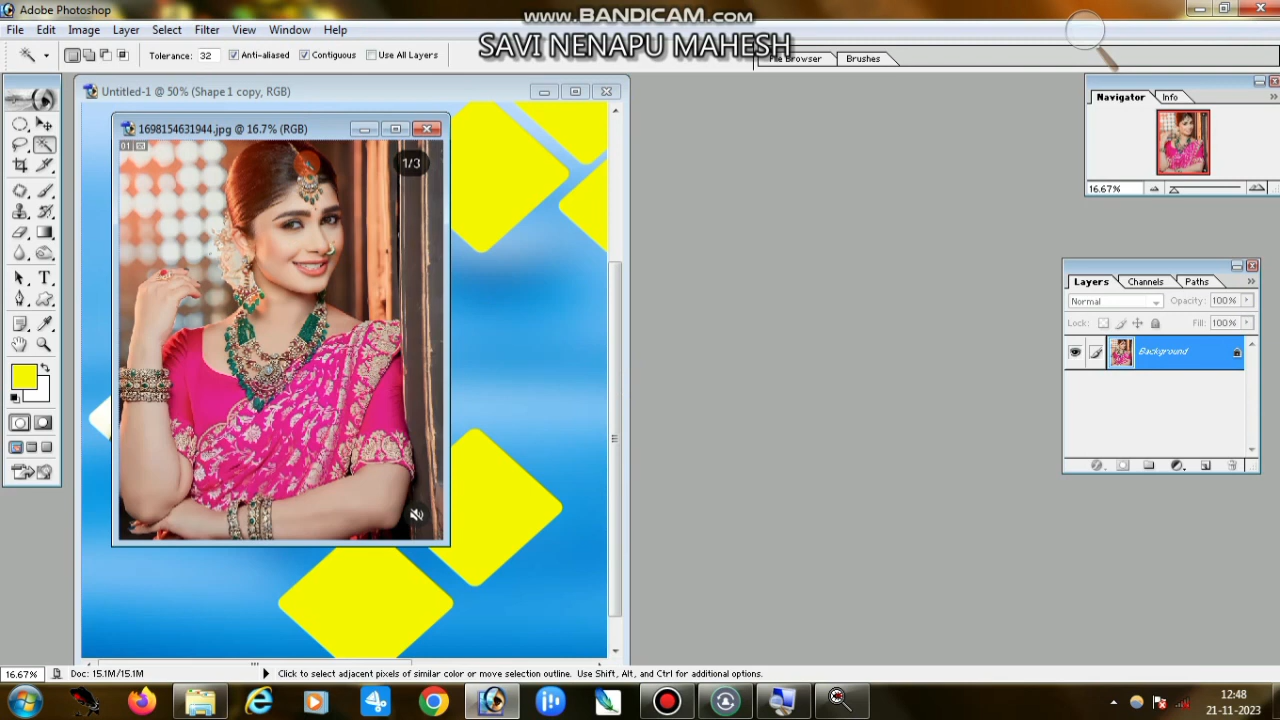 Adobe Photoshop
www.BANDICAM.com
File Edit Image Layer Select Filter View Window Help
SAVI NENAPU MAHESH
Tolerance: 32 Anti-aliased Contiguous Use All Layers
File Browser Brushes
Untitled-1 @ 50% (Shape 1 copy, RGB)
1698154631944.jpg @ 16.7% (RGB)
01
1/3
Navigator Info
16.67%
Layers Channels Paths
Normal Opacity: 100%
Lock: Fill: 100%
Background
16.67% Doc: 15.1M/15.1M Click to select adjacent pixels of similar color or move selection outline. Use Shift, Alt, and Ctrl for additional options.
12:48
21-11-2023